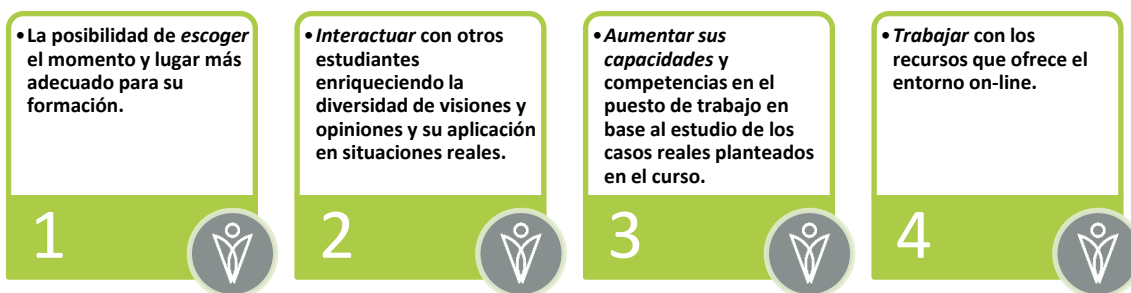 •La posibilidad de escoger
el momento y lugar más
adecuado para su
formación.
1
•Interactuar con otros
estudiantes
enriqueciendo la
diversidad de visiones y
opiniones y su aplicación
en situaciones reales.
2
•Aumentar sus
capacidades y
competencias en el
puesto de trabajo en
base al estudio de los
casos reales planteados
en el curso.
3
•Trabajar con los
recursos que ofrece el
entorno on-line.
4